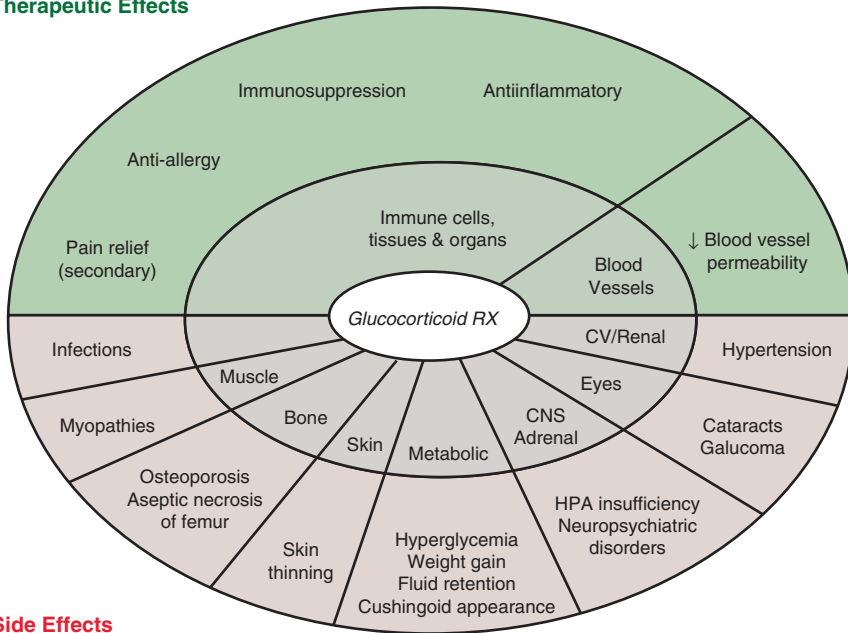 Therapeutic Effects
Immunosuppression
Antiinflammatory
Anti-allergy
Pain relief
(secondary)
Immune cells,
tissues & organs
↓ Blood vessel
permeability
Blood
Vessels
Glucocorticoid RX
Infections
CV/Renal
Hypertension
Muscle
Eyes
Myopathies
Bone
Skin
Metabolic
CNS
Adrenal
Cataracts
Galucoma
Osteoporosis
Aseptic necrosis
of femur
HPA insufficiency
Neuropsychiatric
disorders
Skin
thinning
Hyperglycemia
Weight gain
Fluid retention
Cushingoid appearance
Side Effects